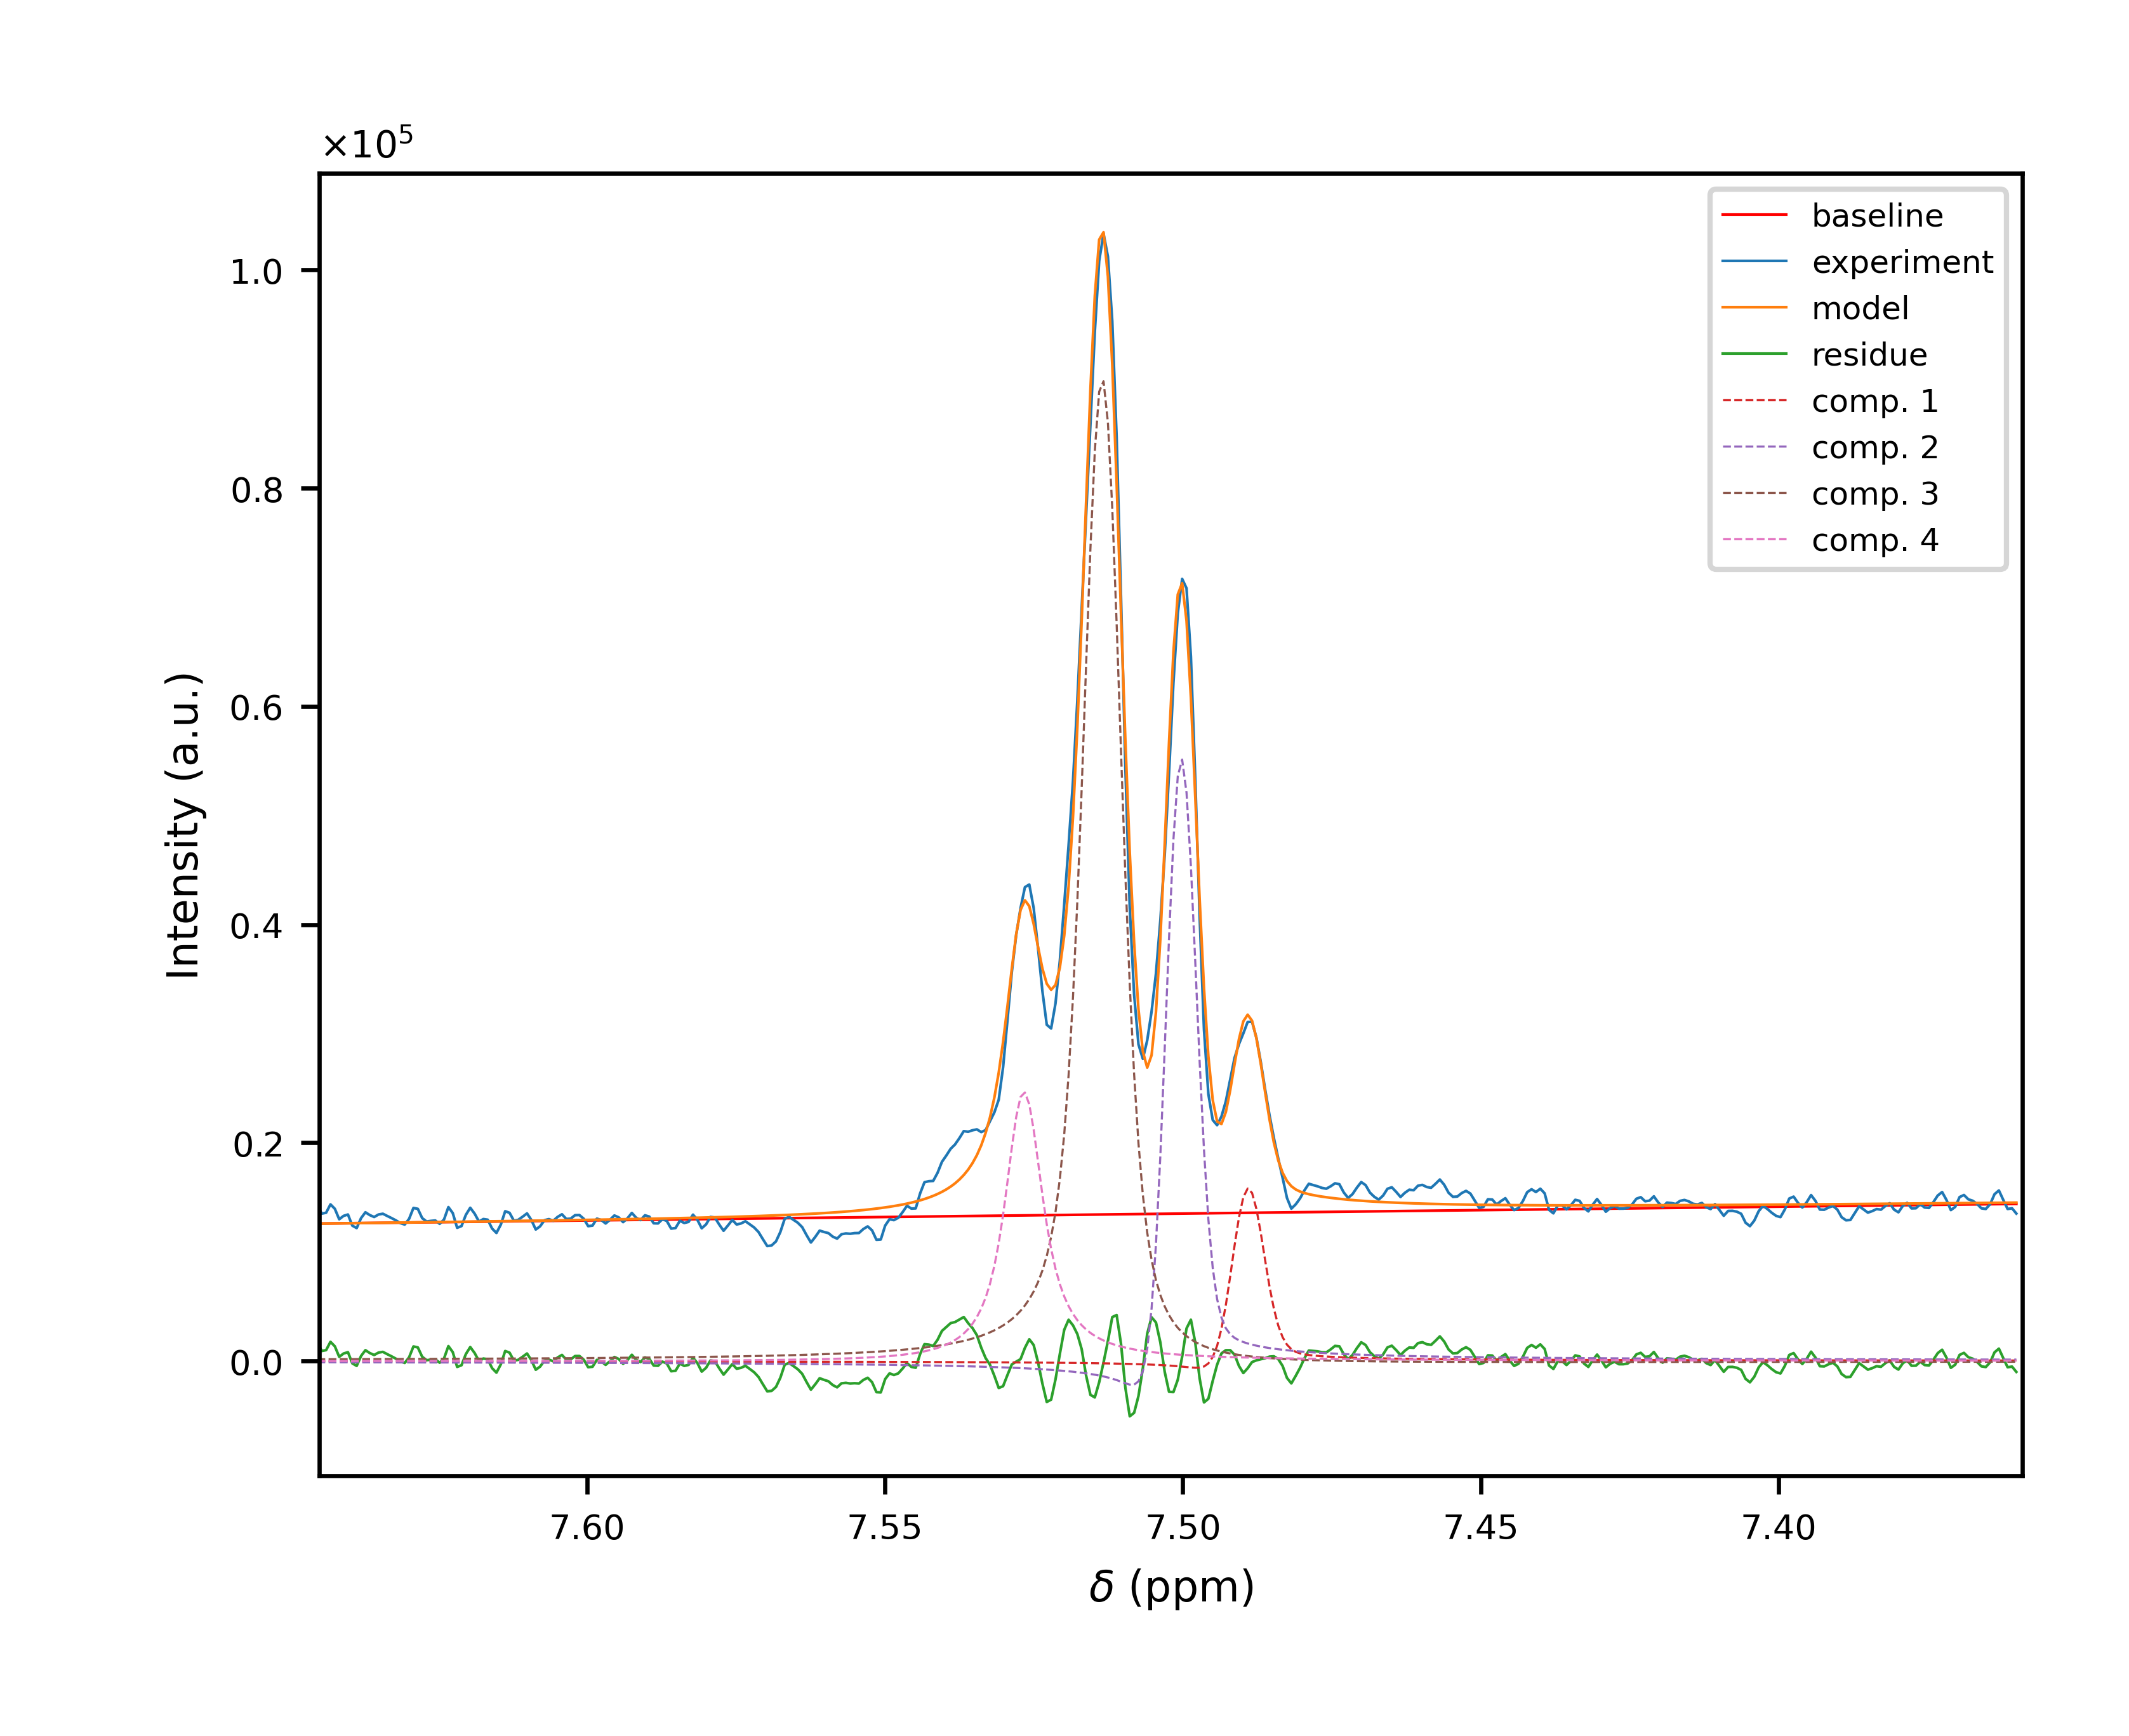 ×10⁵
baseline
experiment
model
residue
comp. 1
comp. 2
comp. 3
comp. 4
Intensity (a.u.)
1.0
0.8
0.6
0.4
0.2
0.0
7.60 7.55 7.50 7.45 7.40
δ (ppm)